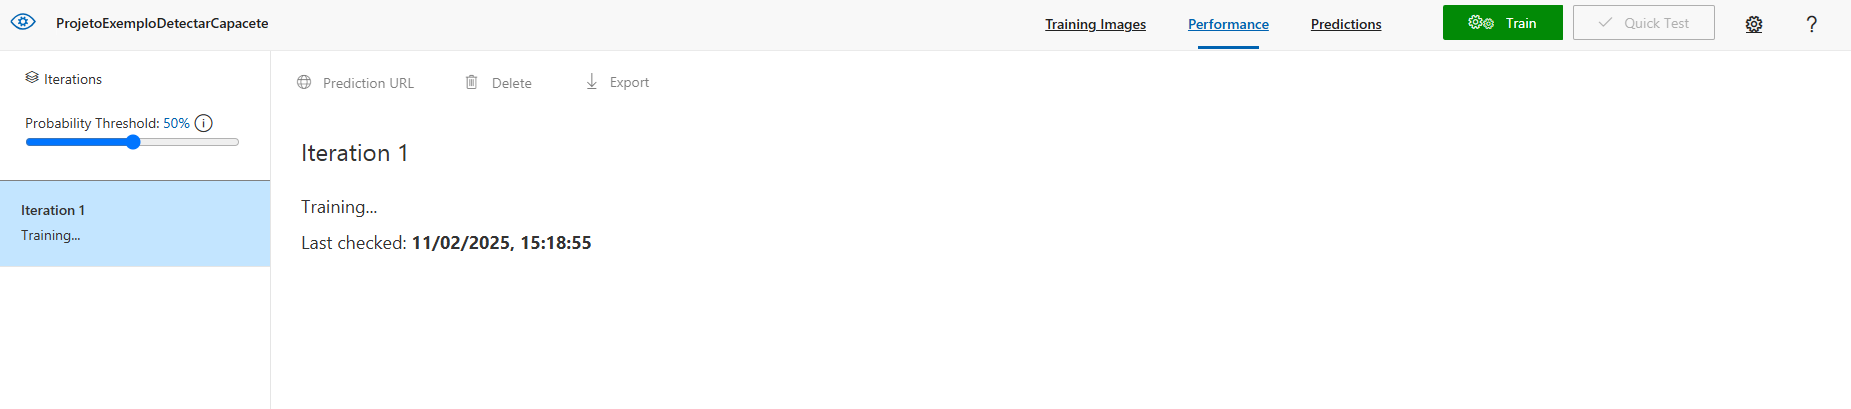 ProjetoExemploDetectarCapacete
Training Images
Performance
Predictions
Train
Quick Test
?
Iterations
Probability Threshold: 50%
Iteration 1
Training...
Prediction URL
Delete
Export
Iteration 1
Training...
Last checked: 11/02/2025, 15:18:55